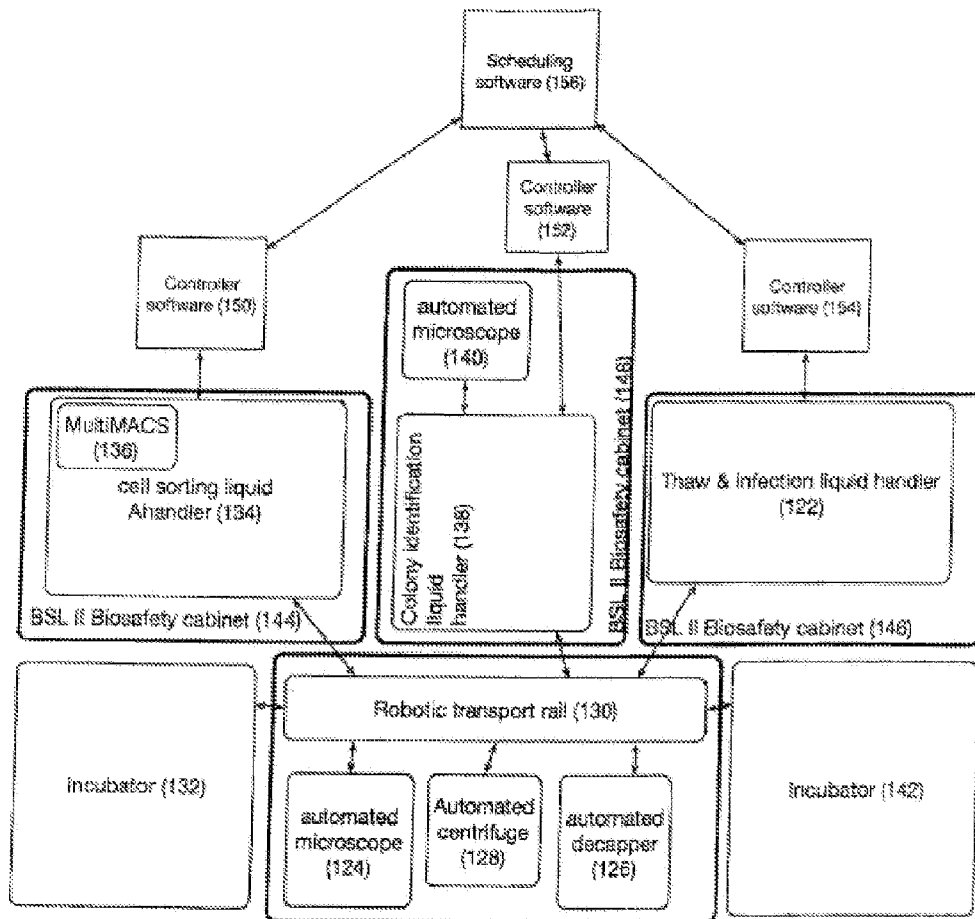 Scheduling
software (156)
Controller
software
(152)
Controller
software (150)
Controller
software (154)
automated
microscope
(140)
BSL II Biosafety cabinet (148)
MultiMACS
(136)
cell sorting liquid
Ahandler (134)
BSL II Biosafety cabinet (144)
Colony identification
liquid
handler (138)
Thaw & infection liquid handler
(122)
BSL II Biosafety cabinet (146)
Robotic transport rail (130)
Incubator (132)
Incubator (142)
automated
microscope
(124)
Automated
centrifuge
(128)
automated
decapper
(126)